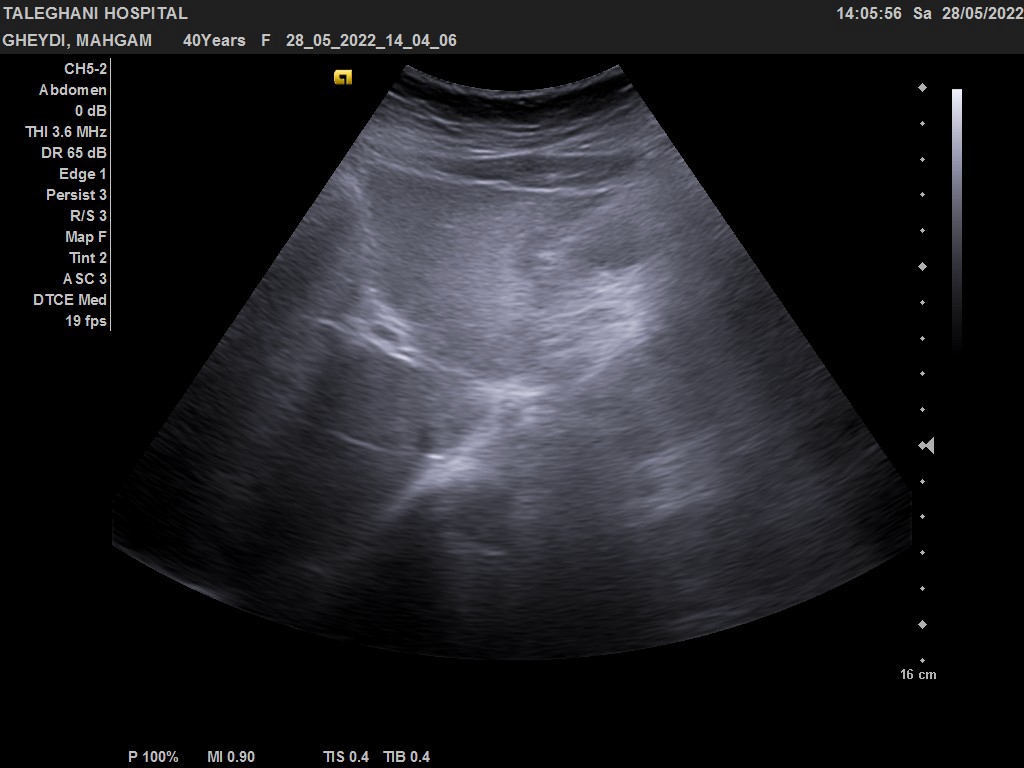 TALEGHANI HOSPITAL 14:05:56 Sa 28/05/2022
GHEYDI, MAHGAM 40Years F 28_05_2022_14_04_06
CH5-2
Abdomen
0 dB
THI 3.6 MHz
DR 65 dB
Edge 1
Persist 3
R/S 3
Map F
Tint 2
ASC 3
DTCE Med
19 fps
16 cm
P 100% MI 0.90 TIS 0.4 TIB 0.4